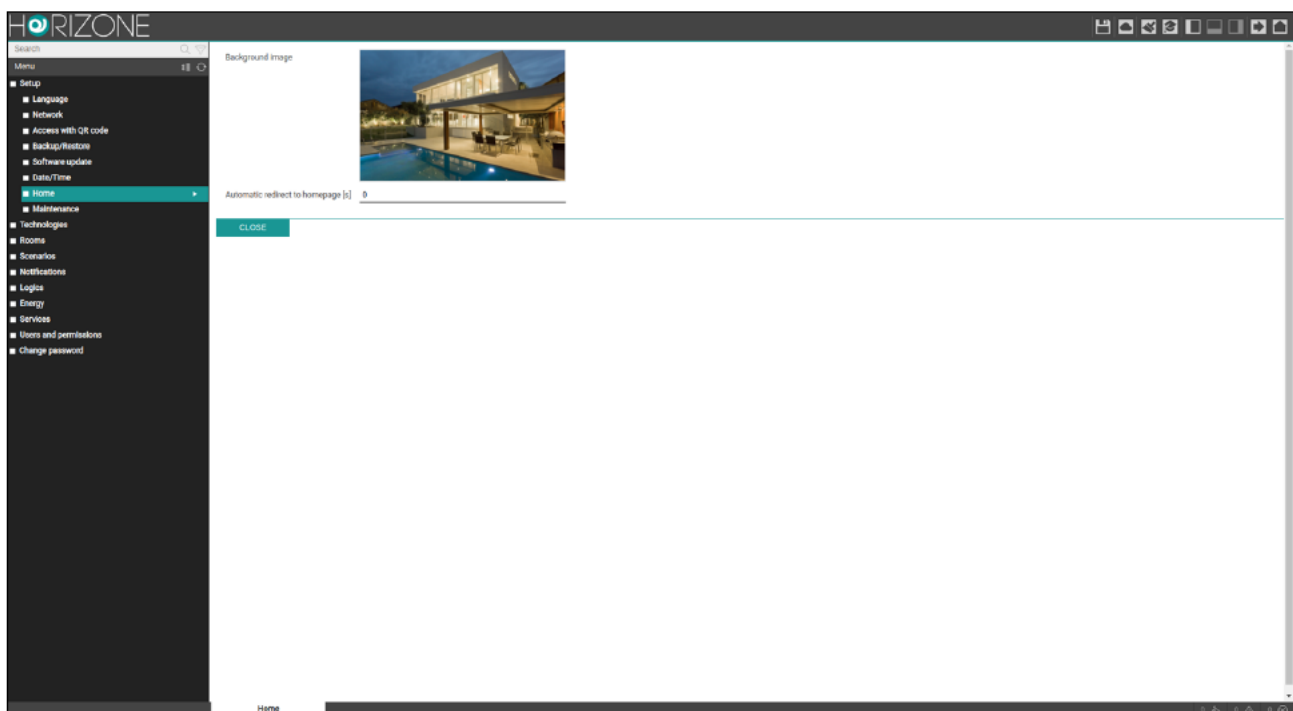 HORIZONE
Search
Menu
Setup
Language
Network
Access with QR code
Backup/Restore
Software update
Date/Time
Home
Maintenance
Technologies
Rooms
Scenarios
Notifications
Logics
Energy
Services
Users and permissions
Change password
Background image
Automatic redirect to homepage [s] 0
CLOSE
Home